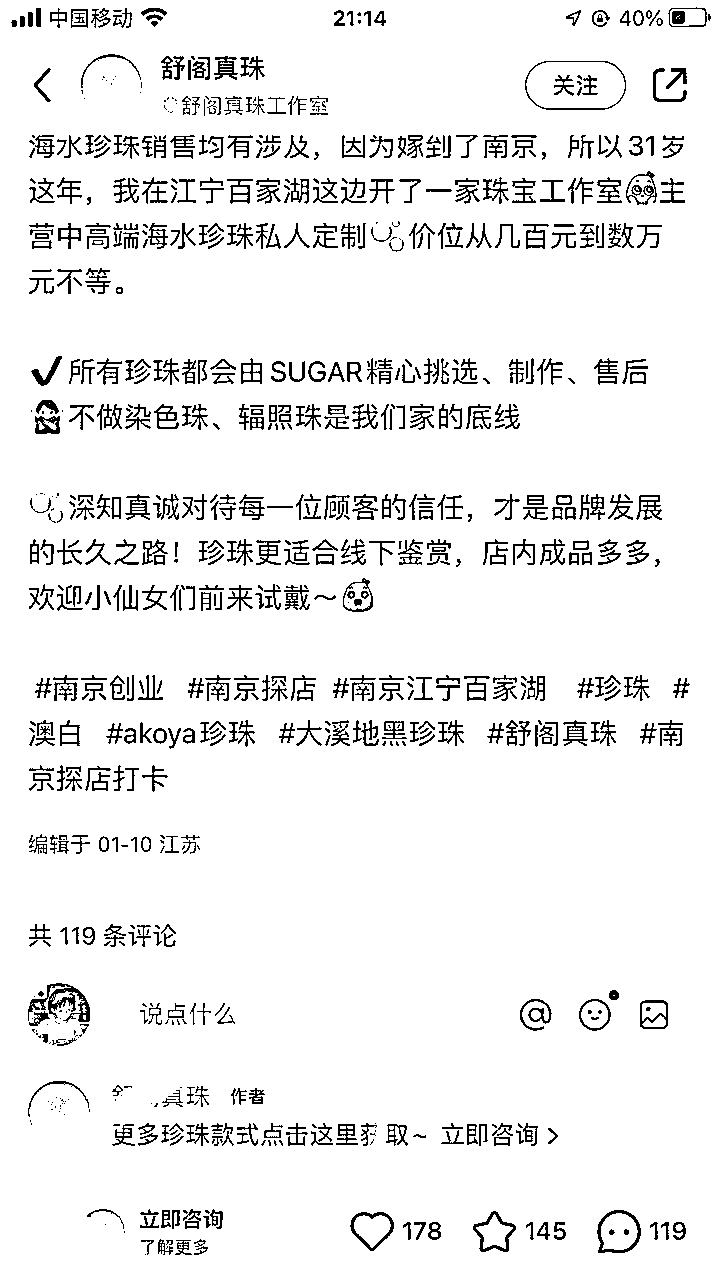 中国移动 21:14 40%
舒阁真珠
舒阁真珠工作室
关注
海水珍珠销售均有涉及，因为嫁到了南京，所以31岁
这年，我在江宁百家湖这边开了一家珠宝工作室主
营中高端海水珍珠私人定制价位从几百元到数万
元不等。
✔所有珍珠都会由SUGAR精心挑选、制作、售后
不做染色珠、辐照珠是我们家的底线
深知真诚对待每一位顾客的信任，才是品牌发展
的长久之路！珍珠更适合线下鉴赏，店内成品多多，
欢迎小仙女们前来试戴～
#南京创业 #南京探店 #南京江宁百家湖 #珍珠 #
澳白 #akoya珍珠 #大溪地黑珍珠 #舒阁真珠 #南
京探店打卡
编辑于 01-10 江苏
共 119 条评论
说点什么
真珠 作者
更多珍珠款式点击这里获取~ 立即咨询 >
立即咨询
了解更多
178 145 119